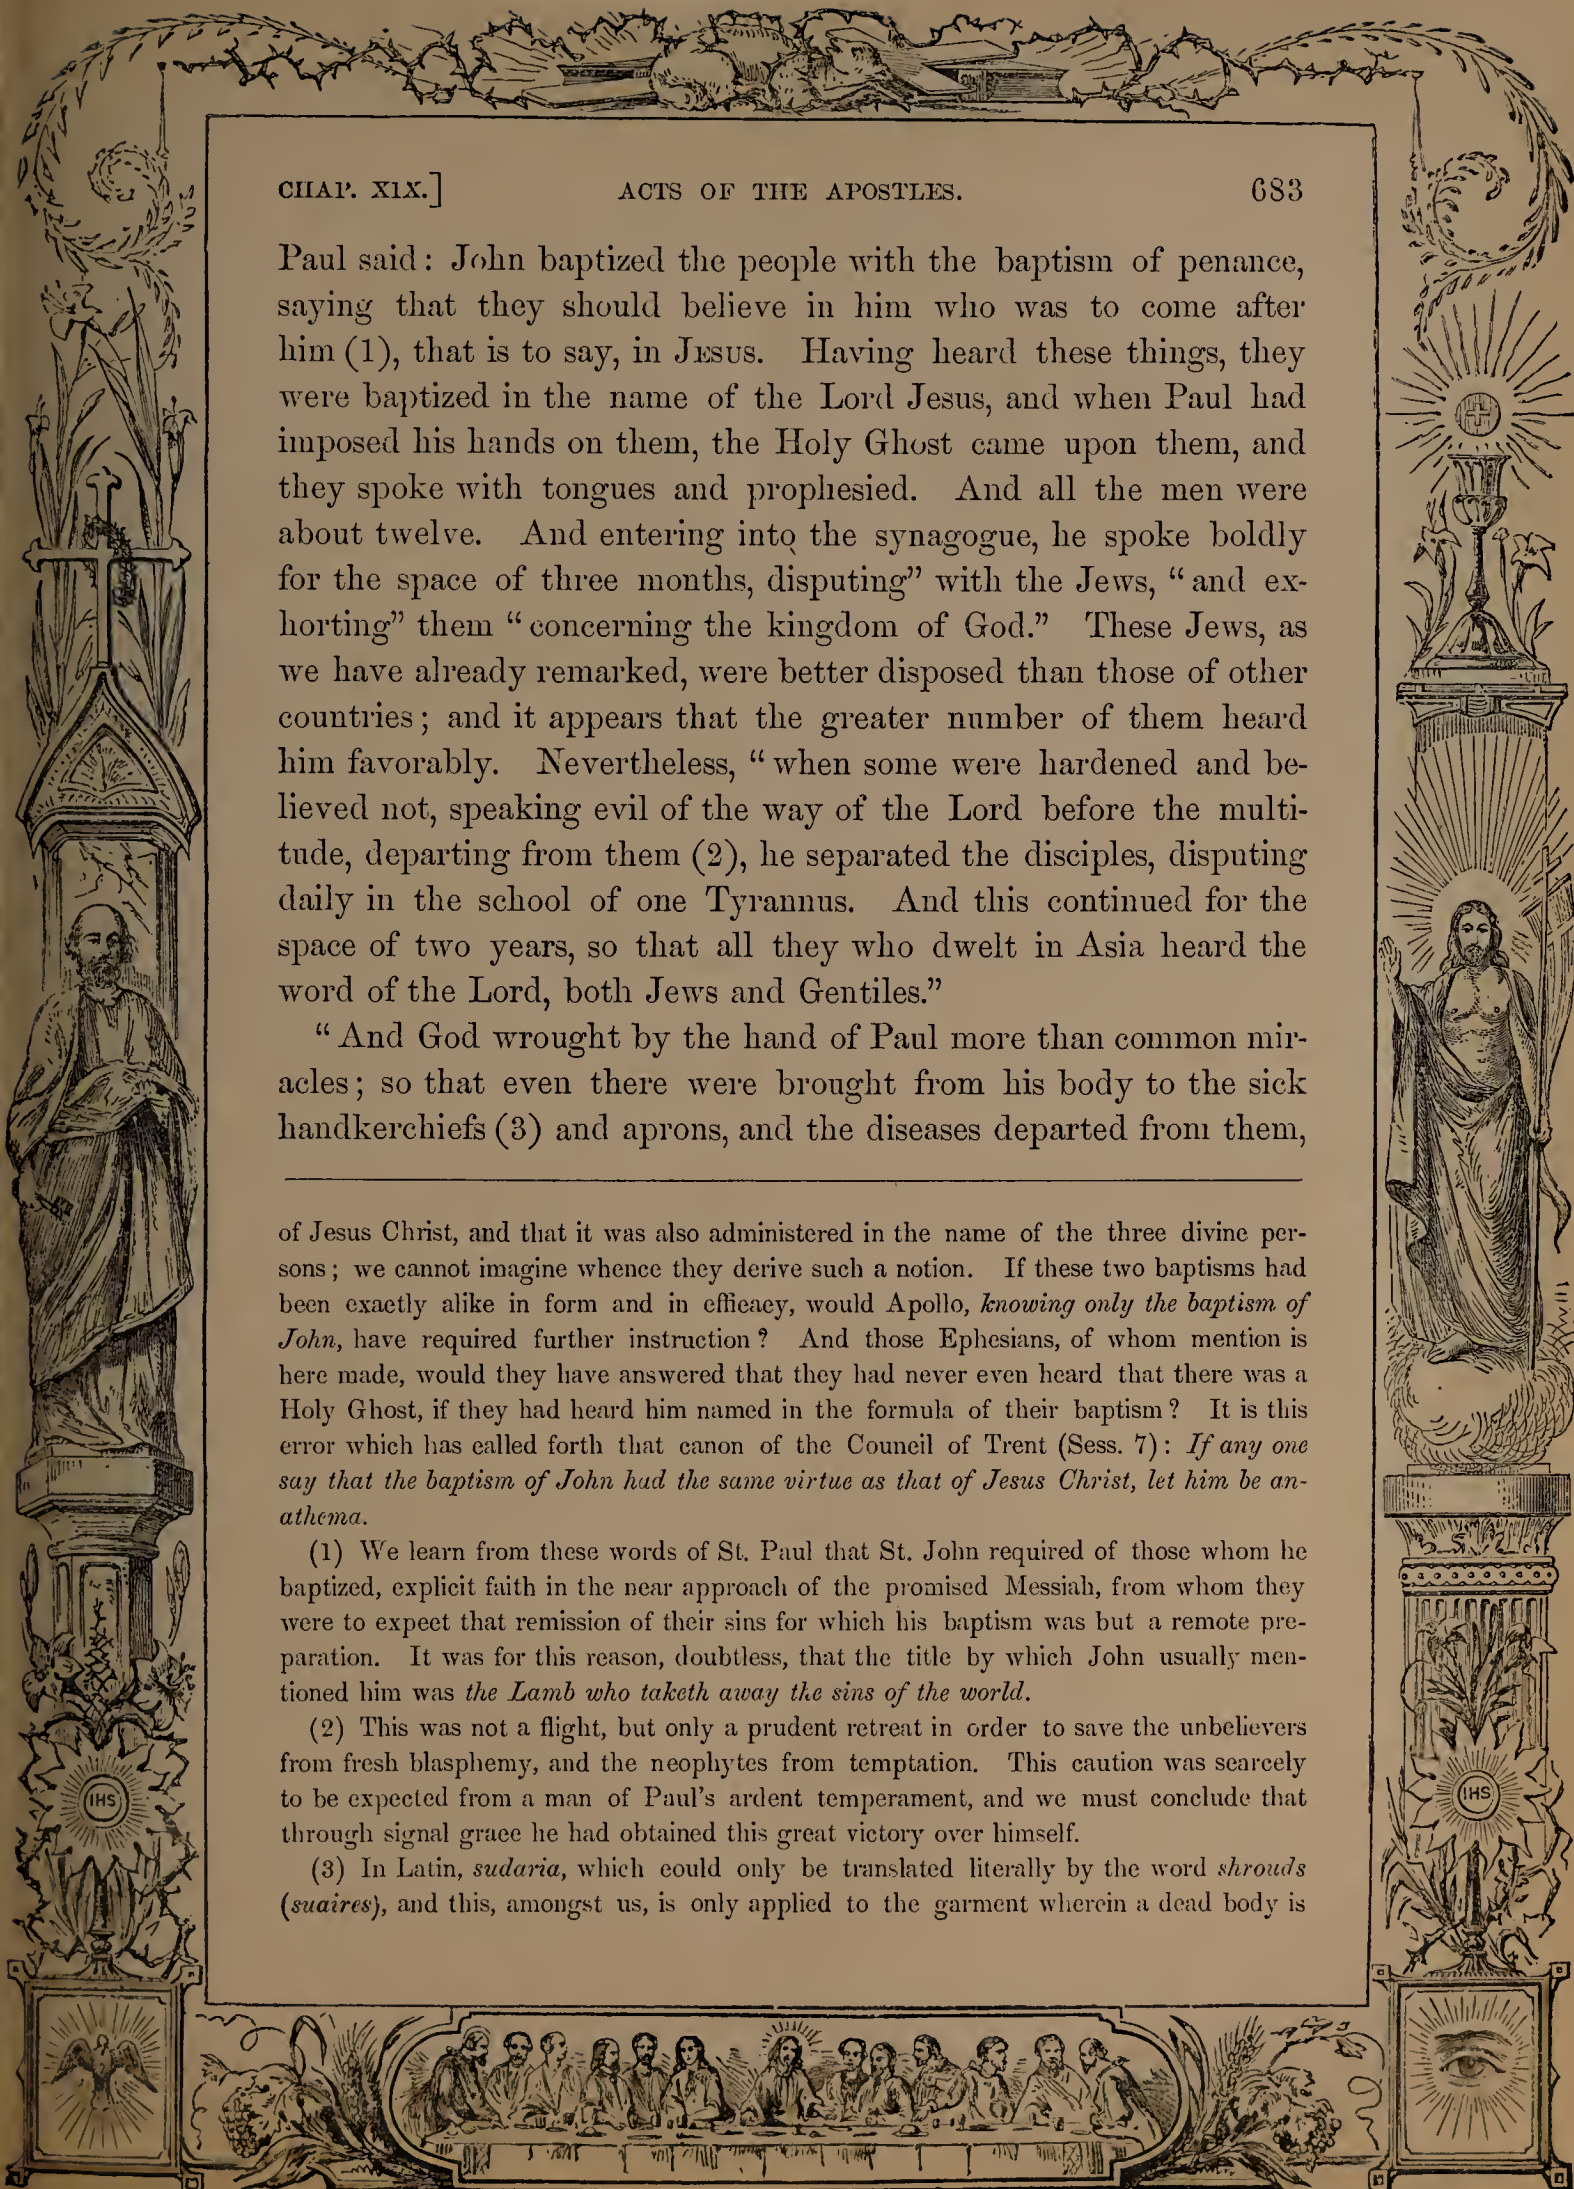 CHAP. XIX.] ACTS OF THE APOSTLES. 683
Paul said: John baptized the people with the baptism of penance,
saying that they should believe in him who was to come after
him (1), that is to say, in JESUS. Having heard these things, they
were baptized in the name of the Lord Jesus, and when Paul had
imposed his hands on them, the Holy Ghost came upon them, and
they spoke with tongues and prophesied. And all the men were
about twelve. And entering into the synagogue, he spoke boldly
for the space of three months, disputing” with the Jews, “and ex-
horting” them “concerning the kingdom of God.” These Jews, as
we have already remarked, were better disposed than those of other
countries; and it appears that the greater number of them heard
him favorably. Nevertheless, “when some were hardened and be-
lieved not, speaking evil of the way of the Lord before the multi-
tude, departing from them (2), he separated the disciples, disputing
daily in the school of one Tyrannus. And this continued for the
space of two years, so that all they who dwelt in Asia heard the
word of the Lord, both Jews and Gentiles.”
“And God wrought by the hand of Paul more than common mir-
acles; so that even there were brought from his body to the sick
handkerchiefs (3) and aprons, and the diseases departed from them,
of Jesus Christ, and that it was also administered in the name of the three divine per-
sons; we cannot imagine whence they derive such a notion. If these two baptisms had
been exactly alike in form and in efficacy, would Apollo, knowing only the baptism of
John, have required further instruction? And those Ephesians, of whom mention is
here made, would they have answered that they had never even heard that there was a
Holy Ghost, if they had heard him named in the formula of their baptism? It is this
error which has called forth that canon of the Council of Trent (Sess. 7): If any one
say that the baptism of John had the same virtue as that of Jesus Christ, let him be an-
athema.
(1) We learn from these words of St. Paul that St. John required of those whom he
baptized, explicit faith in the near approach of the promised Messiah, from whom they
were to expect that remission of their sins for which his baptism was but a remote pre-
paration. It was for this reason, doubtless, that the title by which John usually men-
tioned him was the Lamb who taketh away the sins of the world.
(2) This was not a flight, but only a prudent retreat in order to save the unbelievers
from fresh blasphemy, and the neophytes from temptation. This caution was scarcely
to be expected from a man of Paul's ardent temperament, and we must conclude that
through signal grace he had obtained this great victory over himself.
(3) In Latin, sudaria, which could only be translated literally by the word shrouds
(suaires), and this, amongst us, is only applied to the garment wherein a dead body is
IHS
IHS